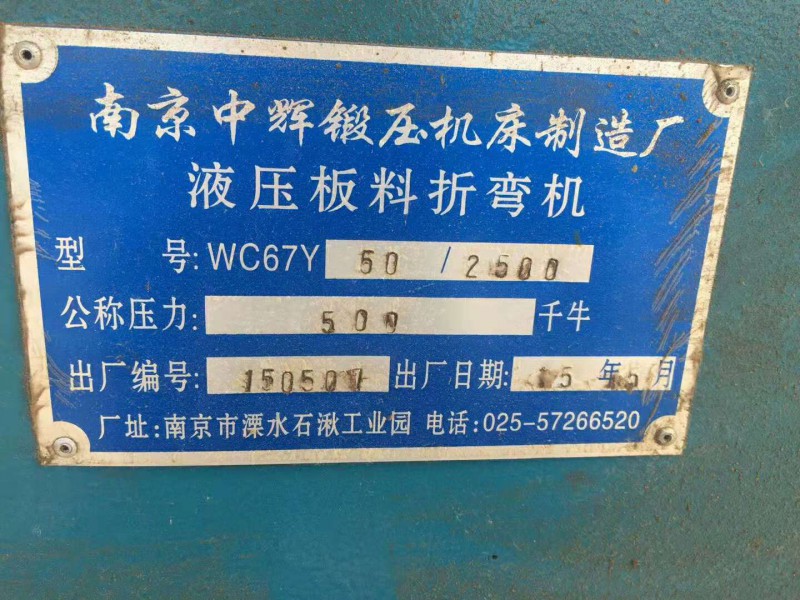 南京中辉锻压机床制造厂
液压板料折弯机
型 号: WC67Y 50 / 2500
公称压力: 500 千牛
出厂编号: 150507 出厂日期: 15 年 5 月
厂址:南京市溧水石湫工业园 电话:025-57266520